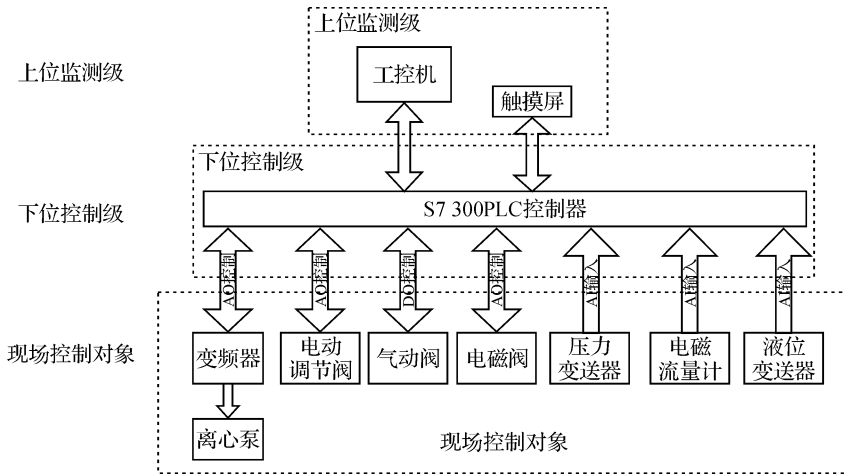 上位监测级
上位监测级
工控机
触摸屏
下位控制级
下位控制级
S7 300PLC控制器
AO控制
AO控制
DO控制
AO控制
AI输入
AI输入
AI输入
现场控制对象
变频器
电动
调节阀
气动阀
电磁阀
压力
变送器
电磁
流量计
液位
变送器
离心泵
现场控制对象